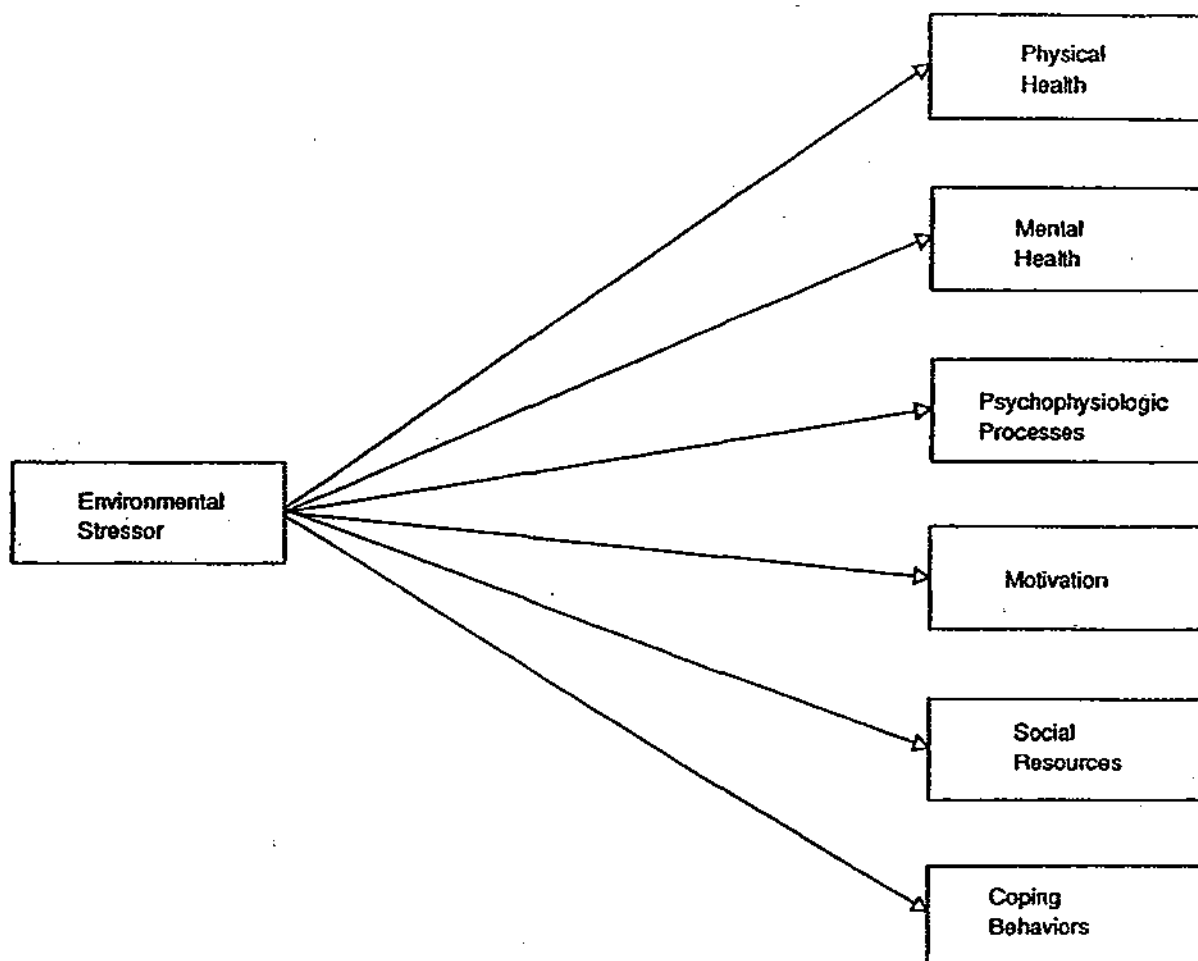 Physical
Health
Mental
Health
Psychophysiologic
Processes
Environmental
Stressor
Motivation
Social
Resources
Coping
Behaviors